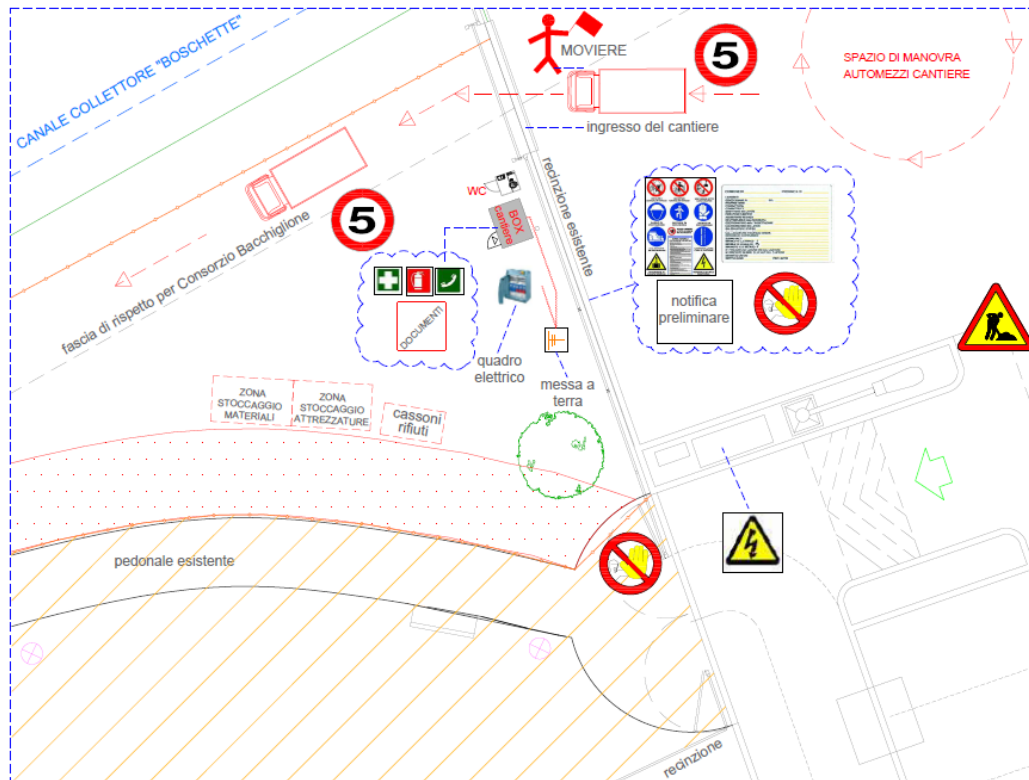 CANALE COLLETTORE "BOSCHETTE"
MOVIERE
5
SPAZIO DI MANOVRA
AUTOMEZZI CANTIERE
ingresso del cantiere
recinzione esistente
WC
BOX
cantiere
5
fascia di rispetto per Consorzio Bacchiglione
DOCUMENTI
notifica
preliminare
quadro
elettrico
messa a
terra
ZONA
STOCCAGGIO
MATERIALI
ZONA
STOCCAGGIO
ATTREZZATURE
cassoni
rifiuti
pedonale esistente
recinzione